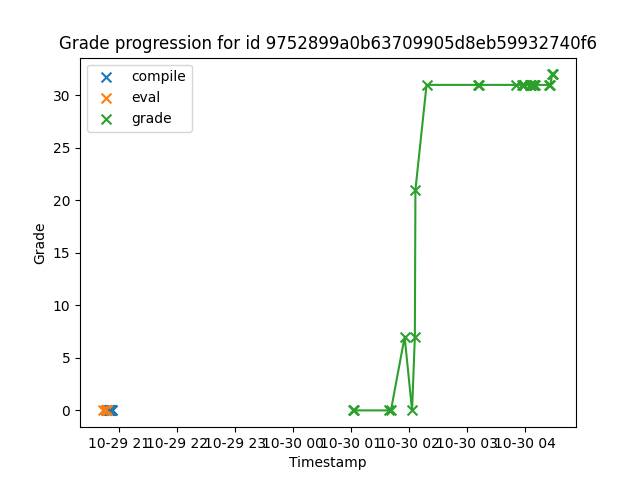 Grade progression for id 9752899a0b63709905d8eb59932740f6
compile
eval
grade
30
25
20
15
10
5
0
Grade
10-29 21 10-29 22 10-29 23 10-30 00 10-30 01 10-30 02 10-30 03 10-30 04
Timestamp